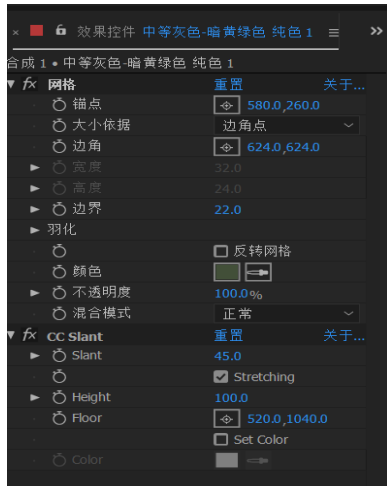 × 效果控件 中等灰色-暗黄绿色 纯色 1 ≡ »
合成 1 • 中等灰色-暗黄绿色 纯色 1
fx 网格 重置 关于...
锚点 580.0,260.0
大小依据 边角点
边角 624.0,624.0
宽度 32.0
高度 24.0
边界 22.0
羽化
反转网格
颜色
不透明度 100.0%
混合模式 正常
fx CC Slant 重置 关于...
Slant 45.0
Stretching
Height 100.0
Floor 520.0,1040.0
Set Color
Color